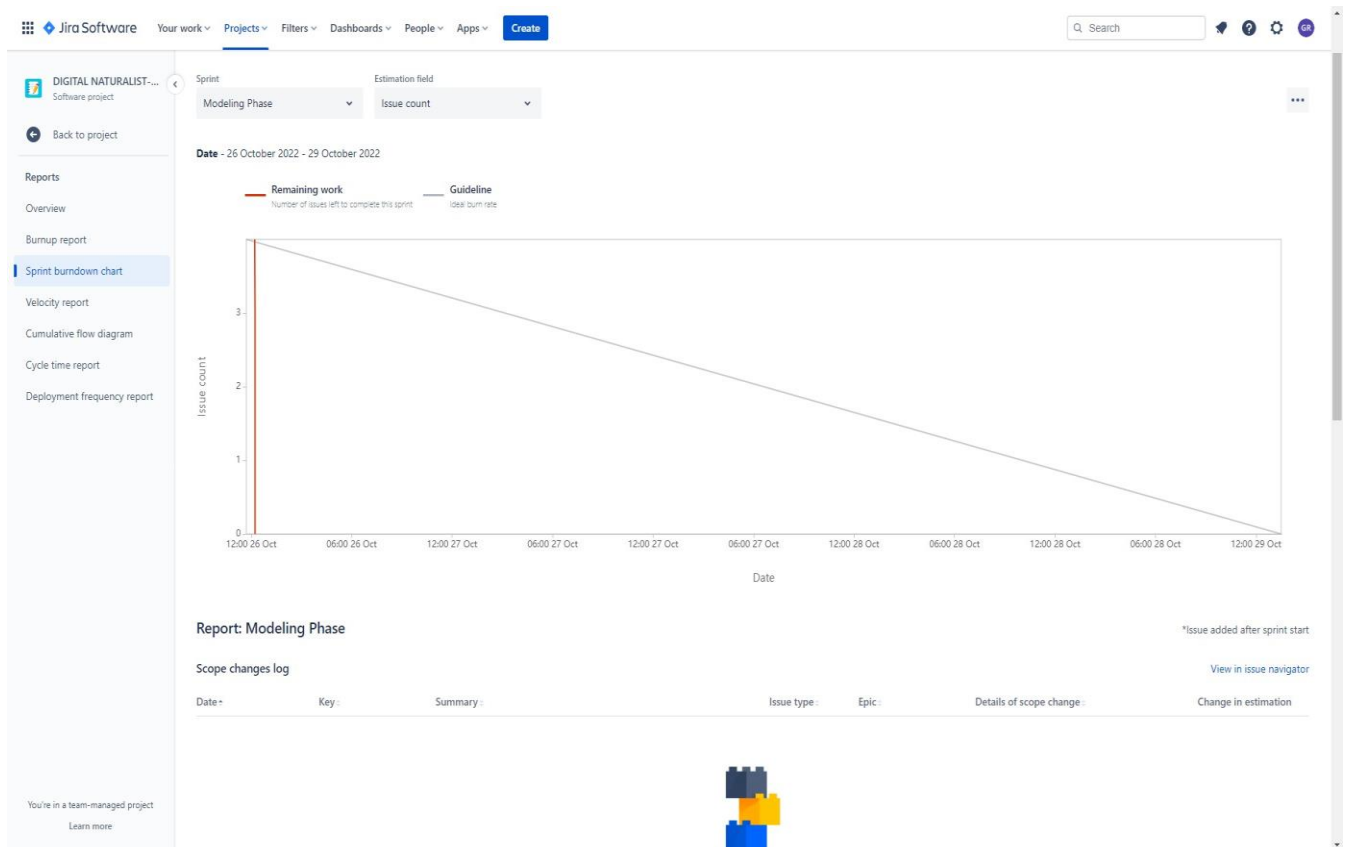 Jira Software Your work Projects Filters Dashboards People Apps Create Search GR
DIGITAL NATURALIST-...
Software project
Back to project
Reports
Overview
Burnup report
Sprint burndown chart
Velocity report
Cumulative flow diagram
Cycle time report
Deployment frequency report
You're in a team-managed project
Learn more
Sprint Estimation field
Modeling Phase Issue count
Date - 26 October 2022 - 29 October 2022
Remaining work Guideline
Number of issues left to complete this sprint Ideal burn rate
3
2
1
0
Issue count
12:00 26 Oct 06:00 26 Oct 12:00 27 Oct 06:00 27 Oct 12:00 27 Oct 06:00 27 Oct 12:00 28 Oct 06:00 28 Oct 12:00 28 Oct 06:00 28 Oct 12:00 29 Oct
Date
Report: Modeling Phase *Issue added after sprint start
Scope changes log View in issue navigator
Date Key Summary Issue type Epic Details of scope change Change in estimation